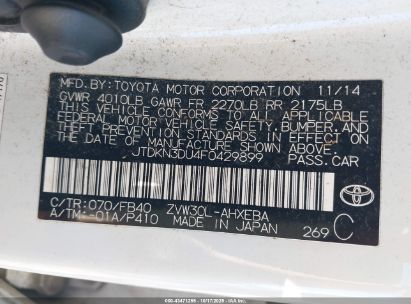 MFD. BY: TOYOTA MOTOR CORPORATION 11/14
GVWR 4010LB GAWR FR 2270LB RR 2175LB
THIS VEHICLE CONFORMS TO ALL APPLICABLE
FEDERAL MOTOR VEHICLE SAFETY, BUMPER, AND
THEFT PREVENTION STANDARDS IN EFFECT ON
THE DATE OF MANUFACTURE SHOWN ABOVE.
JTDKN3DU4F0429899 PASS. CAR
C/TR: 070/FB40 ZVW30L-AHXEBA
A/TM: -01A/P410 MADE IN JAPAN 269 C
TOYOTA